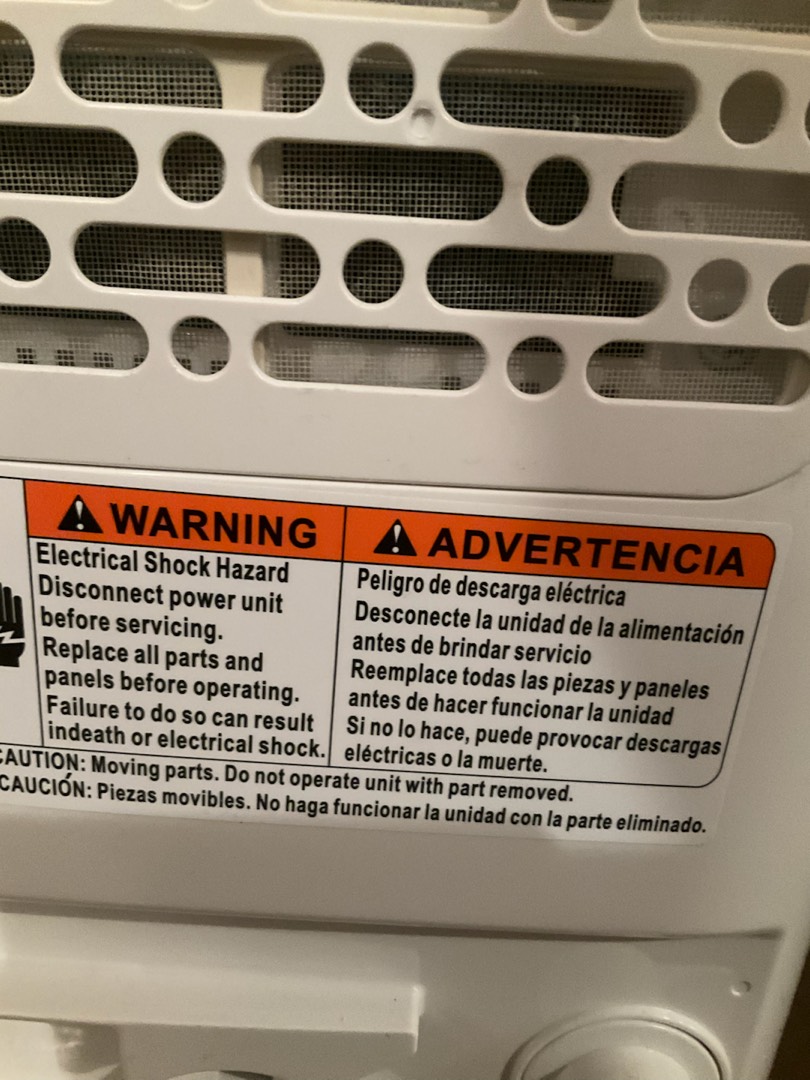 WARNING
Electrical Shock Hazard
Disconnect power unit
before servicing.
Replace all parts and
panels before operating.
Failure to do so can result
indeath or electrical shock.
ADVERTENCIA
Peligro de descarga eléctrica
Desconecte la unidad de la alimentación
antes de brindar servicio
Reemplace todas las piezas y paneles
antes de hacer funcionar la unidad
Si no lo hace, puede provocar descargas
eléctricas o la muerte.
CAUTION: Moving parts. Do not operate unit with part removed.
CAUCIÓN: Piezas movibles. No haga funcionar la unidad con la parte eliminado.